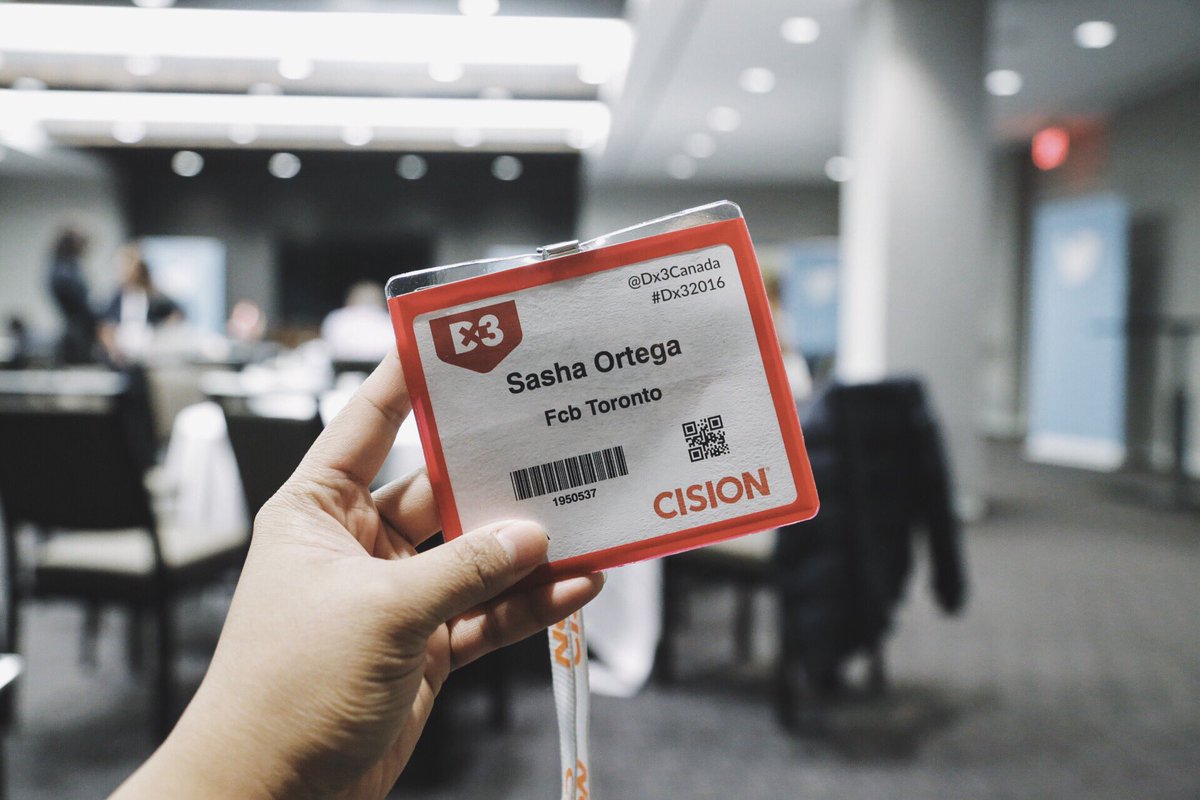 @Dx3Canada
#Dx32016
Dx3
Sasha Ortega
Fcb Toronto
1950537
CISION